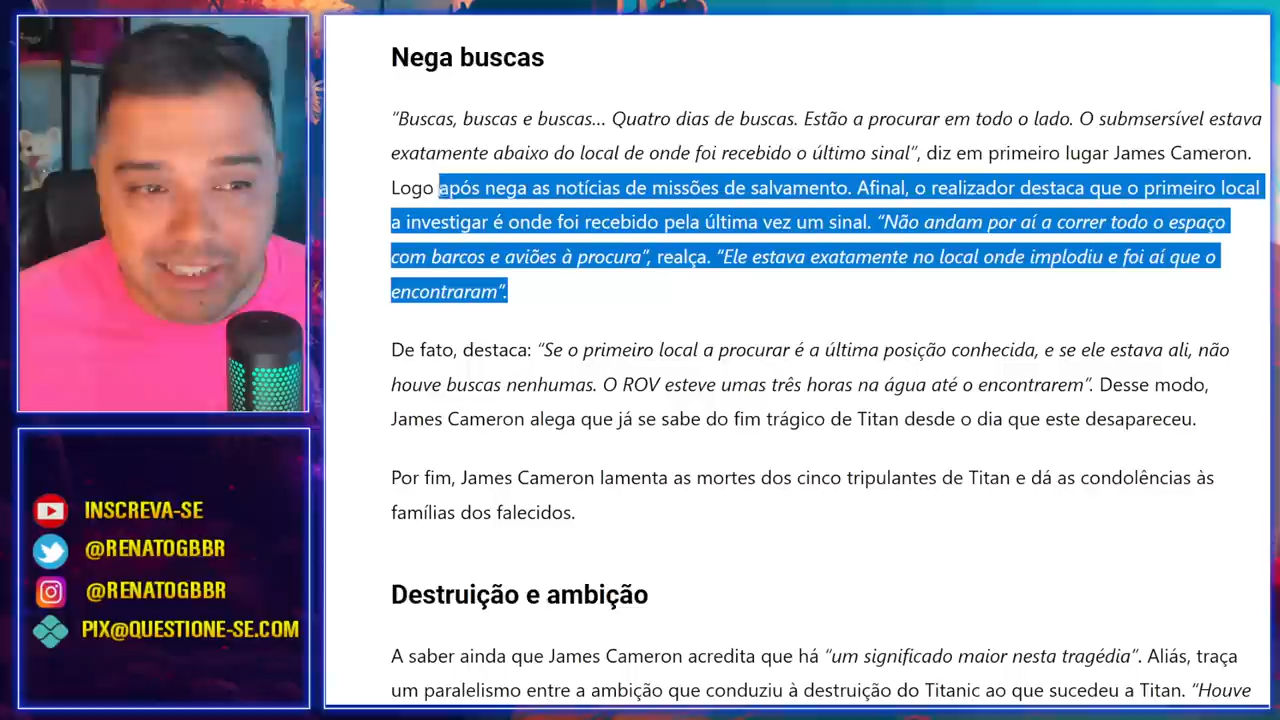 Nega buscas
“Buscas, buscas e buscas… Quatro dias de buscas. Estão a procurar em todo o lado. O submsersível estava
exatamente abaixo do local de onde foi recebido o último sinal“, diz em primeiro lugar James Cameron.
Logo após nega as notícias de missões de salvamento. Afinal, o realizador destaca que o primeiro local
a investigar é onde foi recebido pela última vez um sinal. “Não andam por aí a correr todo o espaço
com barcos e aviões à procura”, realça. “Ele estava exatamente no local onde implodiu e foi aí que o
encontraram”.
De fato, destaca: “Se o primeiro local a procurar é a última posição conhecida, e se ele estava ali, não
houve buscas nenhumas. O ROV esteve umas três horas na água até o encontrarem”. Desse modo,
James Cameron alega que já se sabe do fim trágico de Titan desde o dia que este desapareceu.
Por fim, James Cameron lamenta as mortes dos cinco tripulantes de Titan e dá as condolências às
famílias dos falecidos.
Destruição e ambição
A saber ainda que James Cameron acredita que há “um significado maior nesta tragédia”. Aliás, traça
um paralelismo entre a ambição que conduziu à destruição do Titanic ao que sucedeu a Titan. “Houve
INSCREVA-SE
@RENATOGBBR
@RENATOGBBR
PIX@QUESTIONE-SE.COM